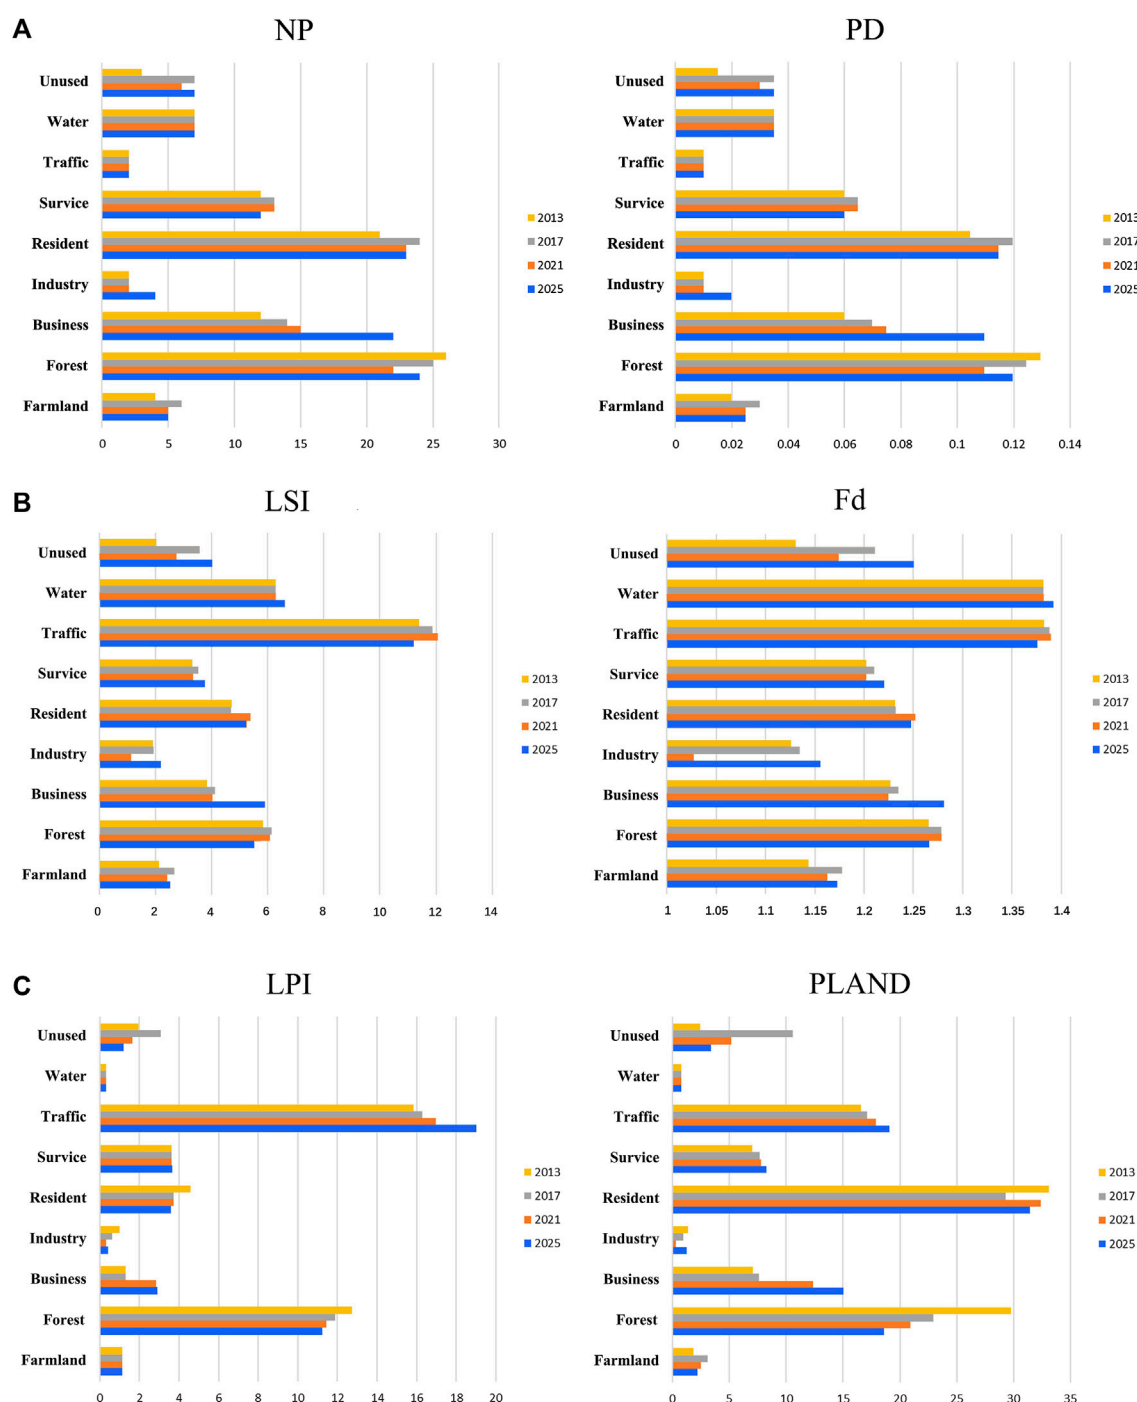 A
NP
PD
Unused
Water
Traffic
Survice
Resident
Industry
Business
Forest
Farmland
0 5 10 15 20 25 30
2013
2017
2021
2025
Unused
Water
Traffic
Survice
Resident
Industry
Business
Forest
Farmland
0 0.02 0.04 0.06 0.08 0.1 0.12 0.14
2013
2017
2021
2025
B
LSI
Fd
Unused
Water
Traffic
Survice
Resident
Industry
Business
Forest
Farmland
0 2 4 6 8 10 12 14
2013
2017
2021
2025
Unused
Water
Traffic
Survice
Resident
Industry
Business
Forest
Farmland
1 1.05 1.1 1.15 1.2 1.25 1.3 1.35 1.4
2013
2017
2021
2025
C
LPI
PLAND
Unused
Water
Traffic
Survice
Resident
Industry
Business
Forest
Farmland
0 2 4 6 8 10 12 14 16 18 20
2013
2017
2021
2025
Unused
Water
Traffic
Survice
Resident
Industry
Business
Forest
Farmland
0 5 10 15 20 25 30 35
2013
2017
2021
2025